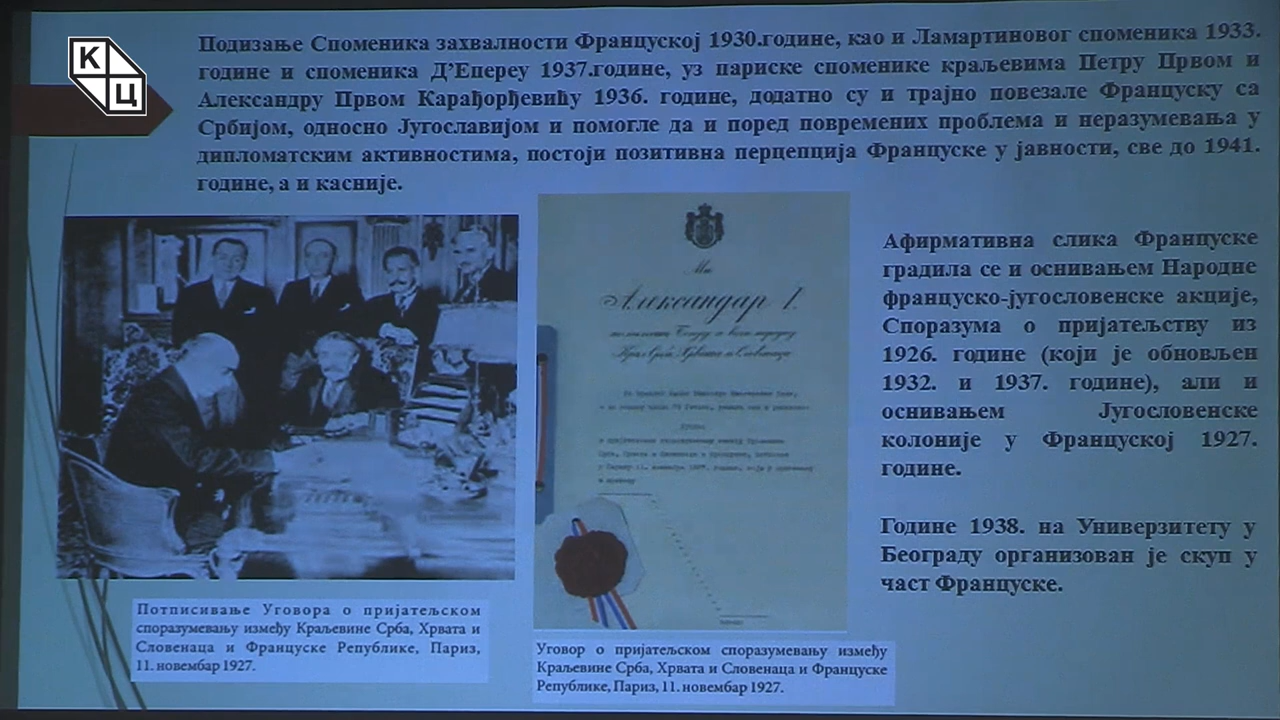 К
Ц
Подизање Споменика захвалности Француској 1930.године, као и Ламартиновог споменика 1933.
године и споменика Д’Епереу 1937.године, уз париске споменике краљевима Петру Првом и
Александру Првом Карађорђевићу 1936. године, додатно су и трајно повезале Француску са
Србијом, односно Југославијом и помогле да и поред повремених проблема и неразумевања у
дипломатским активностима, постоји позитивна перцепција Француске у јавности, све до 1941.
године, а и касније.
Ми
Александар I.
Афирмативна слика Француске
градила се и оснивањем Народне
француско-југословенске акције,
Споразума о пријатељству из
1926. године (који је обновљен
1932. и 1937. године), али и
оснивањем Југословенске
колоније у Француској 1927.
године.
Године 1938. на Универзитету у
Београду организован је скуп у
част Француске.
Потписивање Уговора о пријатељском
споразумевању између Краљевине Срба, Хрвата и
Словенаца и Француске Републике, Париз,
11. новембар 1927.
Уговор о пријатељском споразумевању између
Краљевине Срба, Хрвата и Словенаца и Француске
Републике, Париз, 11. новембар 1927.